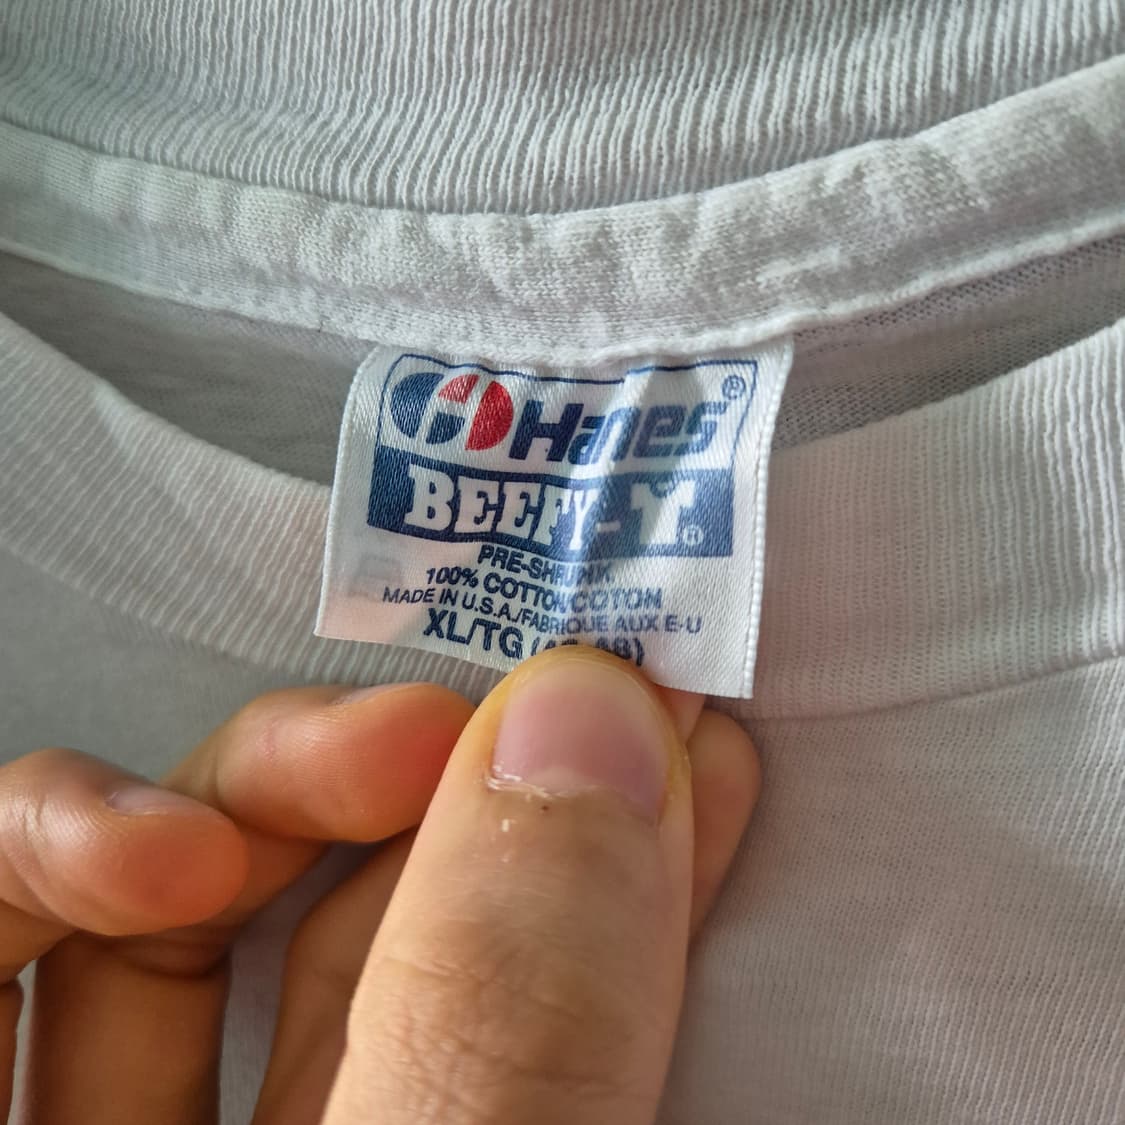 Hanes®
BEEFY-T®
PRE-SHRUNK
100% COTTON/COTON
MADE IN U.S.A./FABRIQUE AUX E-U
XL/TG